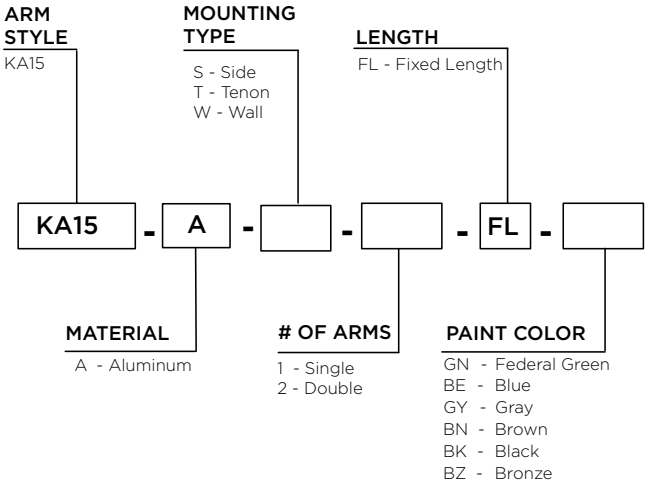 ARM
STYLE
KA15
MOUNTING
TYPE
S - Side
T - Tenon
W - Wall
LENGTH
FL - Fixed Length
KA15 - A - - - FL -
MATERIAL
A - Aluminum
# OF ARMS
1 - Single
2 - Double
PAINT COLOR
GN - Federal Green
BE - Blue
GY - Gray
BN - Brown
BK - Black
BZ - Bronze